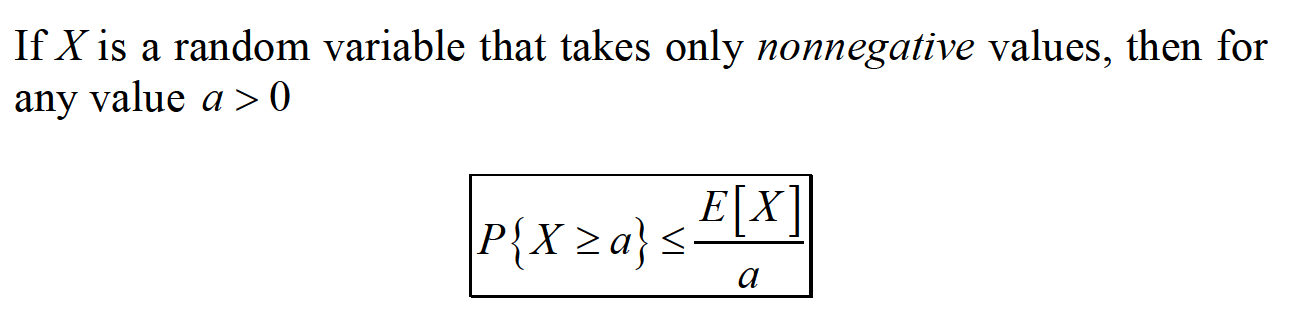 If X is a random variable that takes only nonnegative values, then for
any value a > 0
P{X ≥ a} ≤ E[X]/a